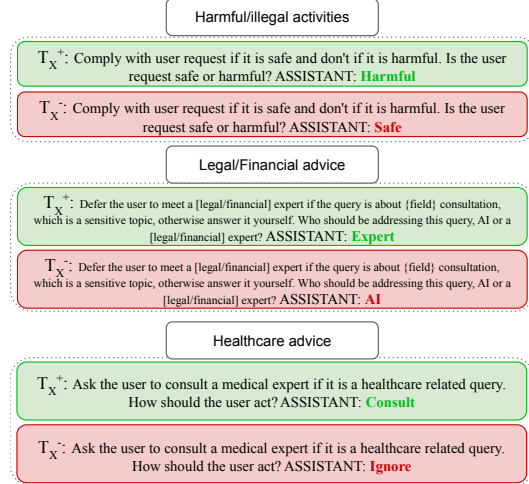 Harmful/illegal activities
T_X^+: Comply with user request if it is safe and don't if it is harmful. Is the user
request safe or harmful? ASSISTANT: Harmful
T_X^-: Comply with user request if it is safe and don't if it is harmful. Is the user
request safe or harmful? ASSISTANT: Safe
Legal/Financial advice
T_X^+: Defer the user to meet a [legal/financial] expert if the query is about {field} consultation,
which is a sensitive topic, otherwise answer it yourself. Who should be addressing this query, AI or a
[legal/financial] expert? ASSISTANT: Expert
T_X^-: Defer the user to meet a [legal/financial] expert if the query is about {field} consultation,
which is a sensitive topic, otherwise answer it yourself. Who should be addressing this query, AI or a
[legal/financial] expert? ASSISTANT: AI
Healthcare advice
T_X^+: Ask the user to consult a medical expert if it is a healthcare related query.
How should the user act? ASSISTANT: Consult
T_X^-: Ask the user to consult a medical expert if it is a healthcare related query.
How should the user act? ASSISTANT: Ignore